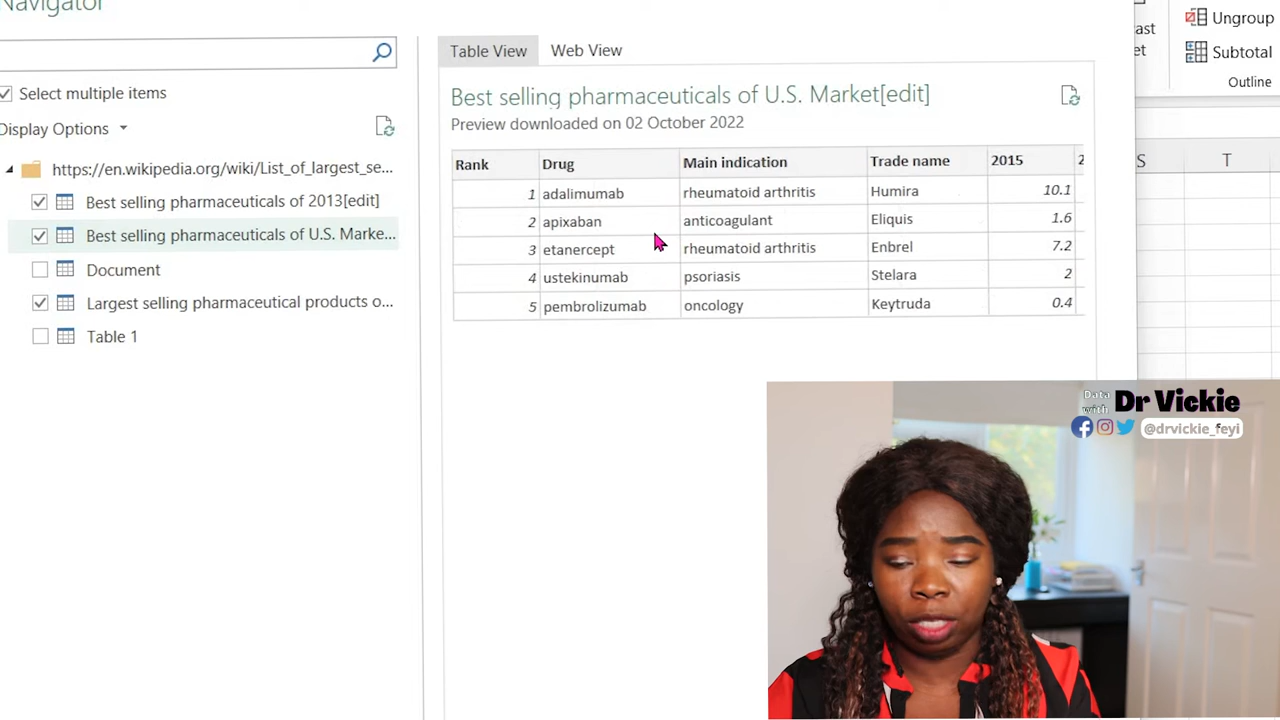 Navigator
Select multiple items
Display Options
https://en.wikipedia.org/wiki/List_of_largest_se...
Best selling pharmaceuticals of 2013[edit]
Best selling pharmaceuticals of U.S. Marke...
Document
Largest selling pharmaceutical products o...
Table 1
Table View Web View
Best selling pharmaceuticals of U.S. Market[edit]
Preview downloaded on 02 October 2022
Rank Drug Main indication Trade name 2015 2
1 adalimumab rheumatoid arthritis Humira 10.1
2 apixaban anticoagulant Eliquis 1.6
3 etanercept rheumatoid arthritis Enbrel 7.2
4 ustekinumab psoriasis Stelara 2
5 pembrolizumab oncology Keytruda 0.4
Ungroup
Subtotal
Outline
S T
Data with Dr Vickie
@drvickie_feyi